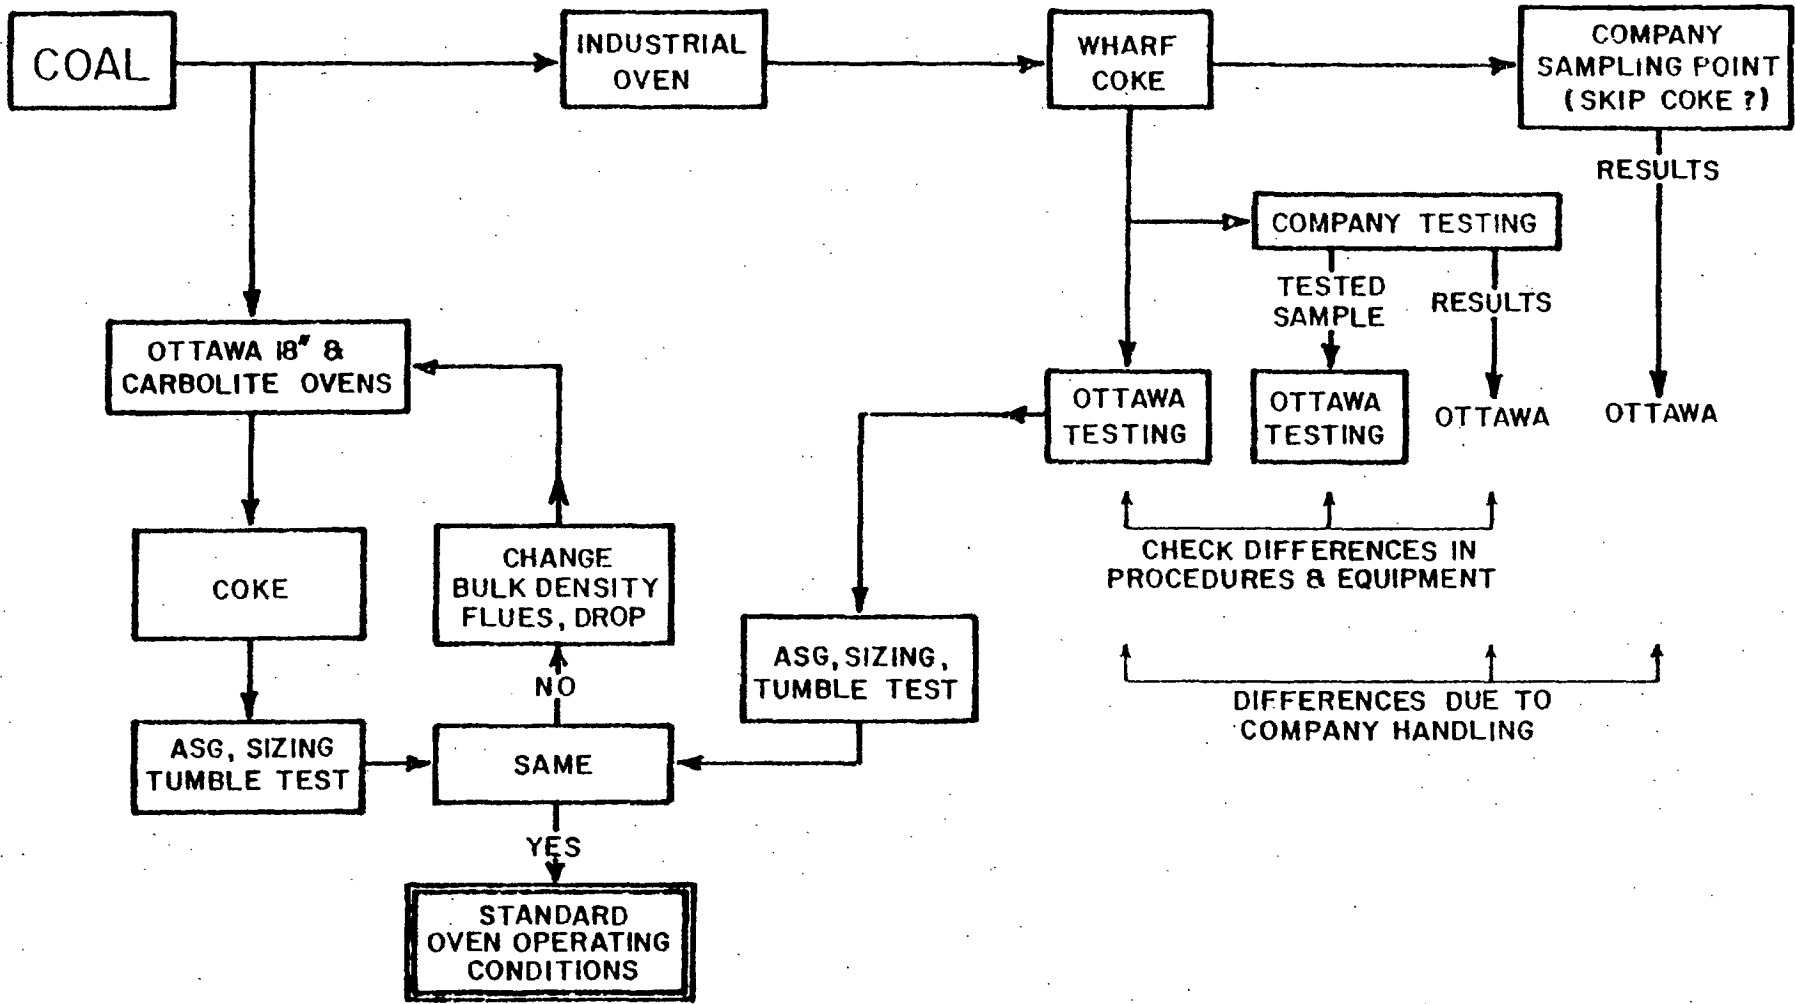 COAL
INDUSTRIAL
OVEN
WHARF
COKE
COMPANY
SAMPLING POINT
(SKIP COKE?)
RESULTS
COMPANY TESTING
TESTED
SAMPLE
RESULTS
OTTAWA 18" &
CARBOLITE OVENS
OTTAWA
TESTING
OTTAWA
TESTING
OTTAWA
OTTAWA
COKE
CHANGE
BULK DENSITY
FLUES, DROP
CHECK DIFFERENCES IN
PROCEDURES & EQUIPMENT
ASG, SIZING,
TUMBLE TEST
NO
DIFFERENCES DUE TO
COMPANY HANDLING
ASG, SIZING
TUMBLE TEST
SAME
YES
STANDARD
OVEN OPERATING
CONDITIONS